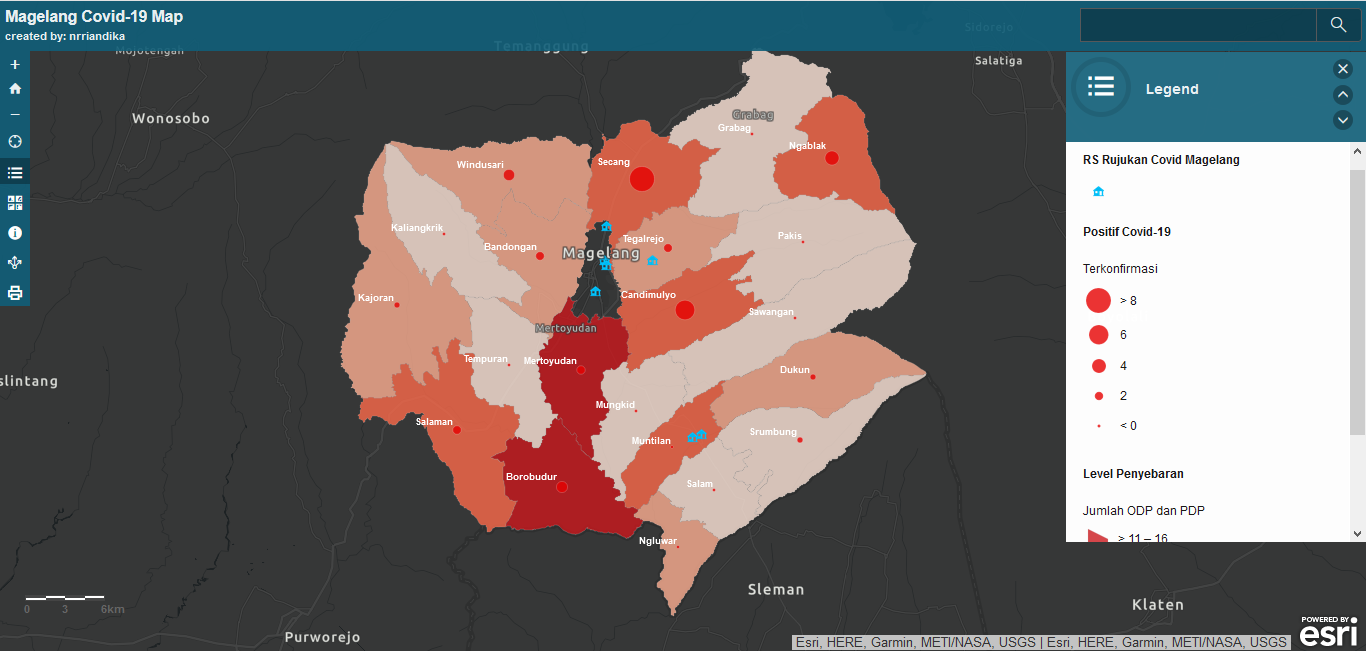 Magelang Covid-19 Map
created by: nrriandika
Temanggung
Sidorejo
Mojotengah
Salatiga
Wonosobo
Grabag
Grabag
Ngablak
Windusari
Secang
Kaliangkrik
Bandongan
Magelang
Tegalrejo
Pakis
Kajoran
Candimulyo
Sawangan
Mertoyudan
Tempuran
Mertoyudan
Dukun
slintang
Mungkid
Salaman
Muntilan
Srumbung
Borobudur
Salam
Ngluwar
Sleman
Klaten
Purworejo
0 3 6km
Legend
RS Rujukan Covid Magelang
Positif Covid-19
Terkonfirmasi
> 8
6
4
2
< 0
Level Penyebaran
Jumlah ODP dan PDP
> 11 – 16
Esri, HERE, Garmin, METI/NASA, USGS | Esri, HERE, Garmin, METI/NASA, USGS
POWERED BY
esri